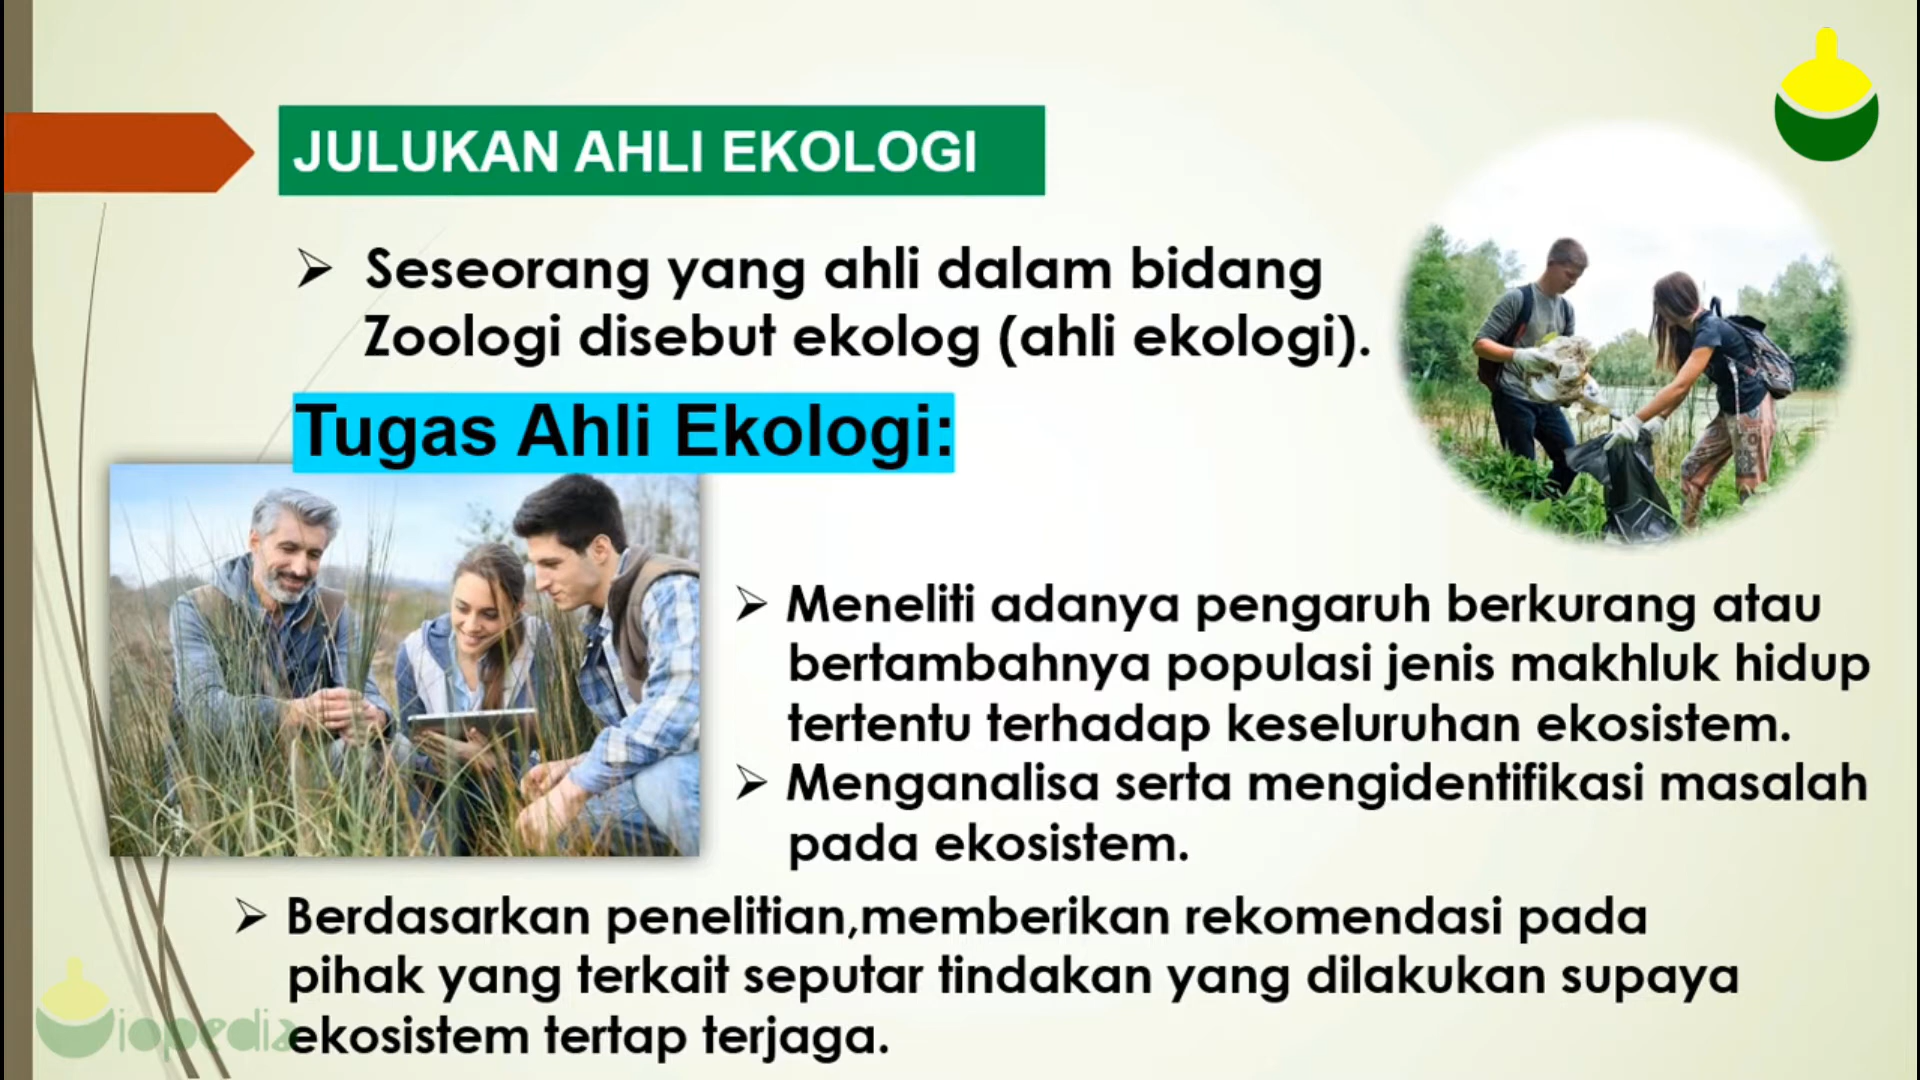 JULUKAN AHLI EKOLOGI
➢ Seseorang yang ahli dalam bidang
Zoologi disebut ekolog (ahli ekologi).
Tugas Ahli Ekologi:
➢ Meneliti adanya pengaruh berkurang atau
bertambahnya populasi jenis makhluk hidup
tertentu terhadap keseluruhan ekosistem.
➢ Menganalisa serta mengidentifikasi masalah
pada ekosistem.
➢ Berdasarkan penelitian,memberikan rekomendasi pada
pihak yang terkait seputar tindakan yang dilakukan supaya
ekosistem tertap terjaga.
iopedia